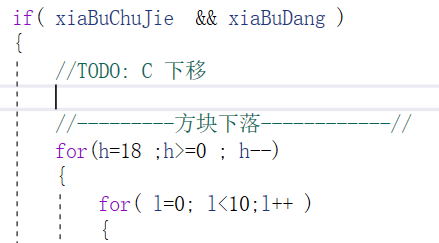 if( xiaBuChuJie  && xiaBuDang )
{
    //TODO: C 下移
    //---------方块下落------------//
    for(h=18 ;h>=0 ; h--)
    {
        for( l=0; l<10;l++ )
        {